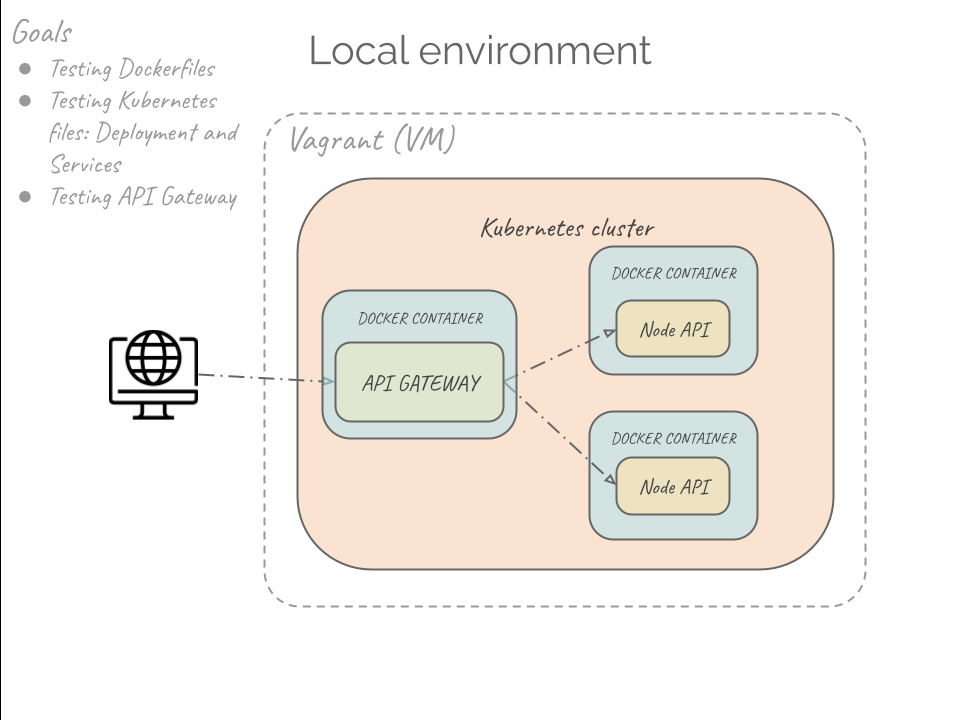 Goals
Testing Dockerfiles
Testing Kubernetes
files: Deployment and
Services
Testing API Gateway
Local environment
Vagrant (VM)
Kubernetes cluster
DOCKER CONTAINER
API GATEWAY
DOCKER CONTAINER
Node API
DOCKER CONTAINER
Node API